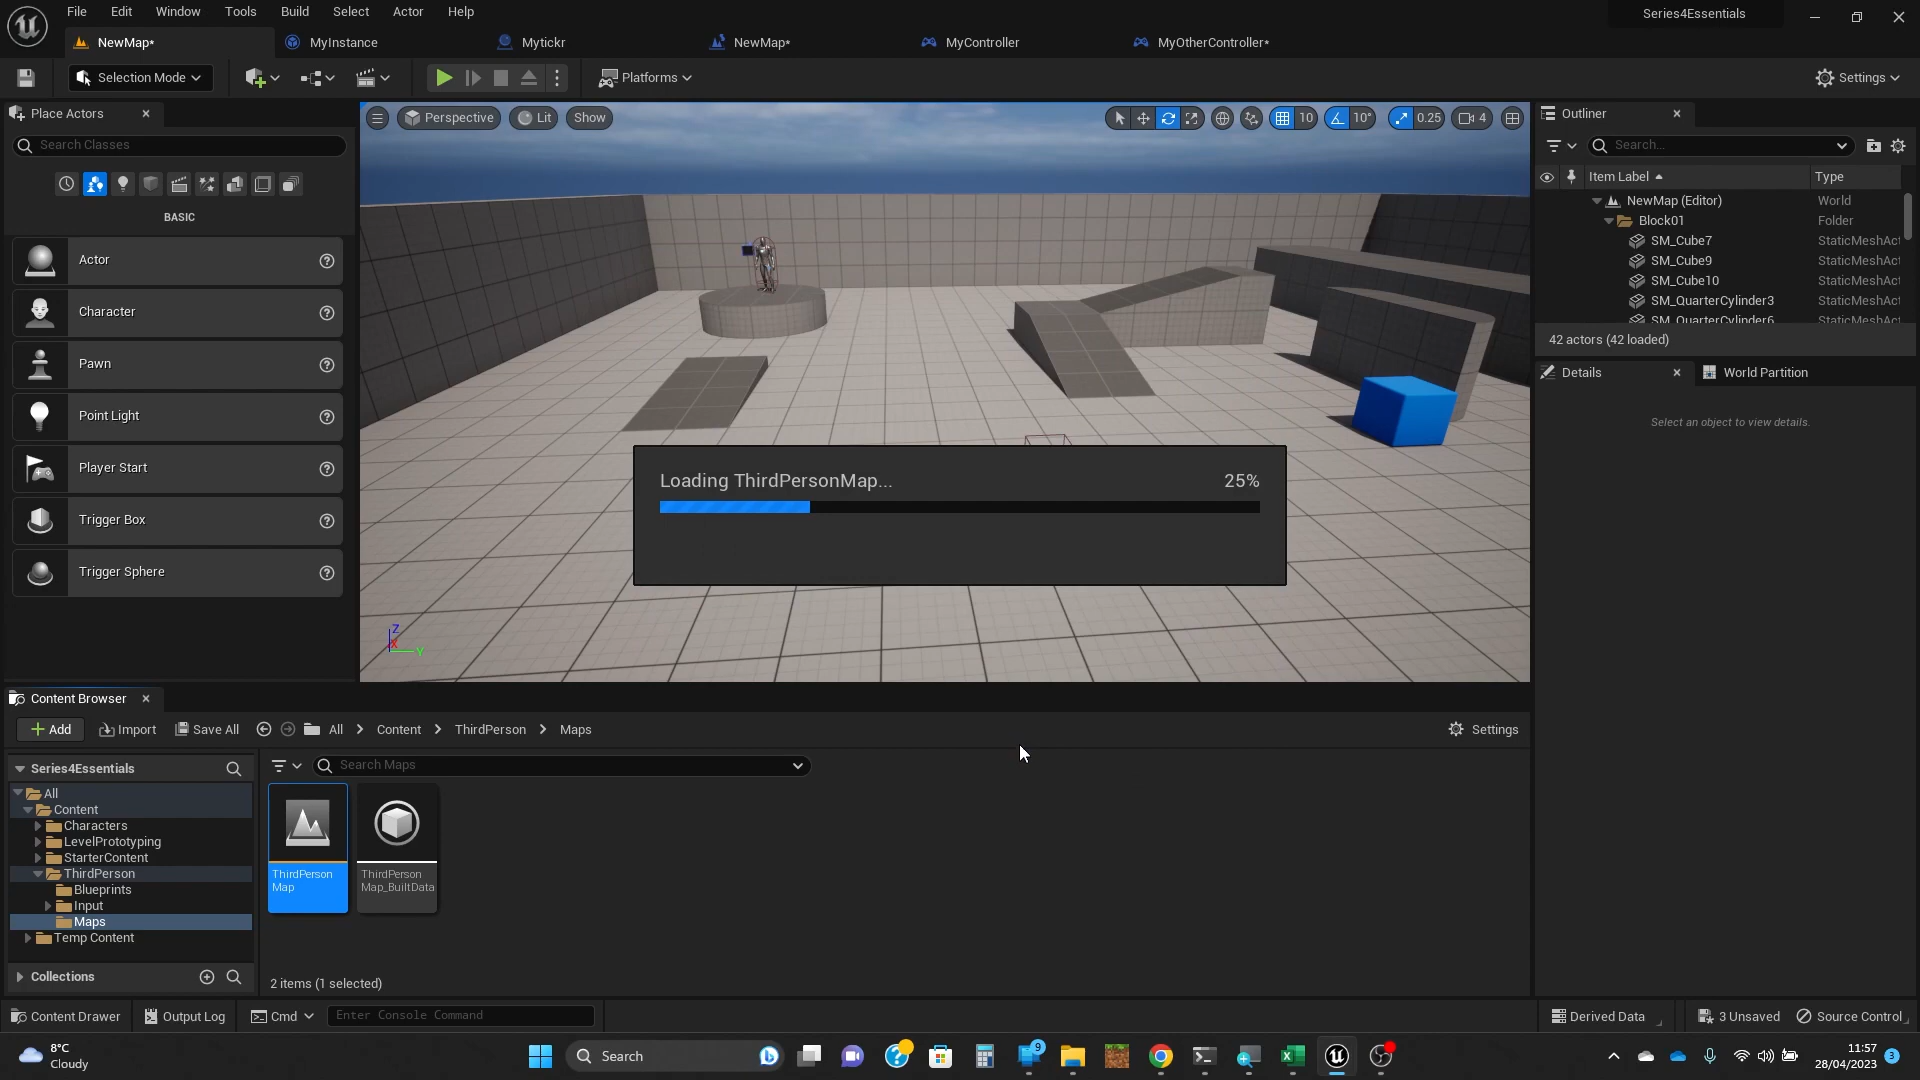 File Edit Window Tools Build Select Actor Help
Series4Essentials
NewMap* MyInstance Mytickr NewMap* MyController MyOtherController*
Selection Mode Platforms Settings
Place Actors
Search Classes
BASIC
Actor
Character
Pawn
Point Light
Player Start
Trigger Box
Trigger Sphere
Perspective Lit Show
10 10° 0.25 4
Loading ThirdPersonMap... 25%
Z
X
Y
Outliner
Search...
Item Label Type
NewMap (Editor) World
Block01 Folder
SM_Cube7 StaticMeshAct
SM_Cube9 StaticMeshAct
SM_Cube10 StaticMeshAct
SM_QuarterCylinder3 StaticMeshAct
SM_QuarterCylinder6 StaticMeshAct
42 actors (42 loaded)
Details World Partition
Select an object to view details.
Content Browser
Add Import Save All All Content ThirdPerson Maps Settings
Series4Essentials
All
Content
Characters
LevelPrototyping
StarterContent
ThirdPerson
Blueprints
Input
Maps
Temp Content
Collections
Search Maps
ThirdPerson
Map
ThirdPerson
Map_BuiltData
2 items (1 selected)
Content Drawer Output Log Cmd Enter Console Command Derived Data 3 Unsaved Source Control
8°C
Cloudy
Search
9
11:57
28/04/2023
3